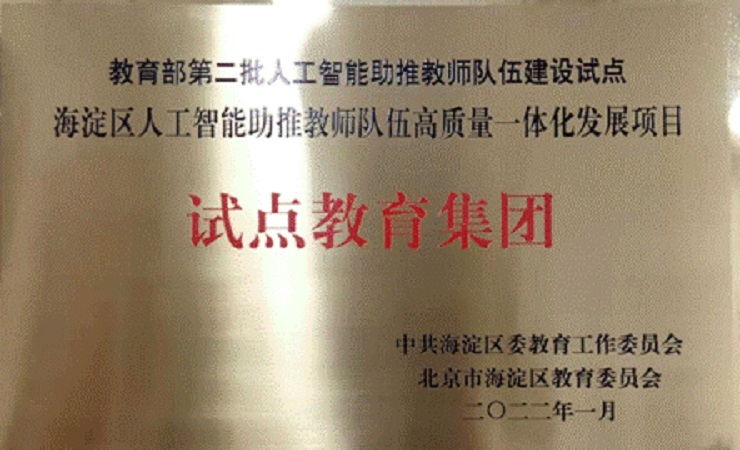 教育部第二批人工智能助推教师队伍建设试点
海淀区人工智能助推教师队伍高质量一体化发展项目
试点教育集团
中共海淀区委教育工作委员会
北京市海淀区教育委员会
二〇二二年一月